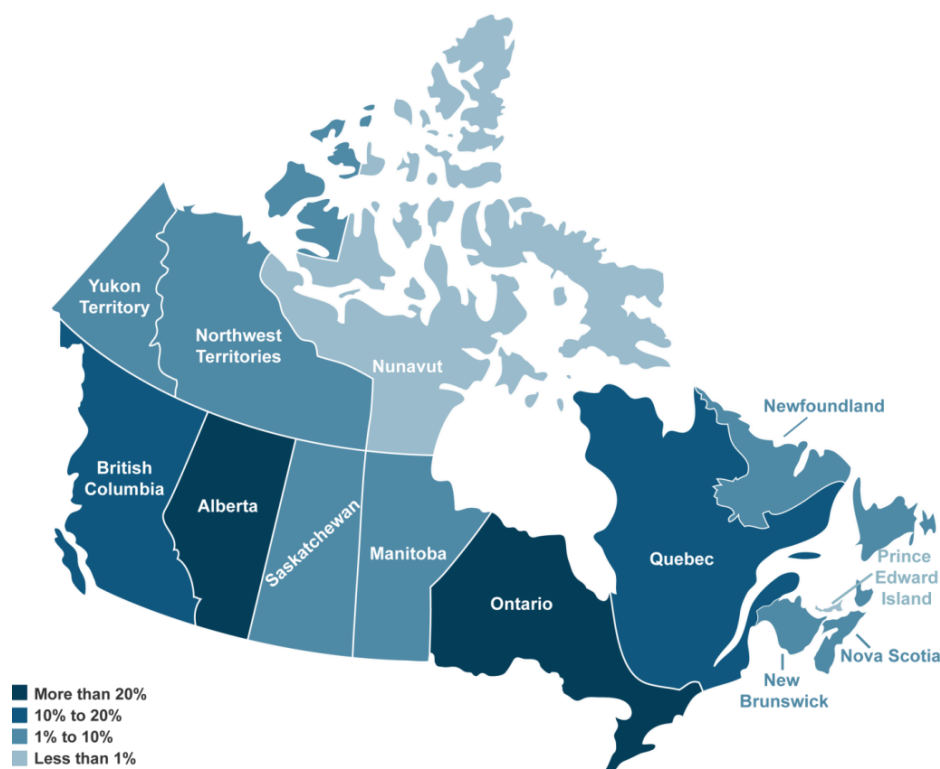 Yukon
Territory
Northwest
Territories
Nunavut
Newfoundland
British
Columbia
Alberta
Saskatchewan
Manitoba
Ontario
Quebec
Prince
Edward
Island
Nova Scotia
New
Brunswick
More than 20%
10% to 20%
1% to 10%
Less than 1%